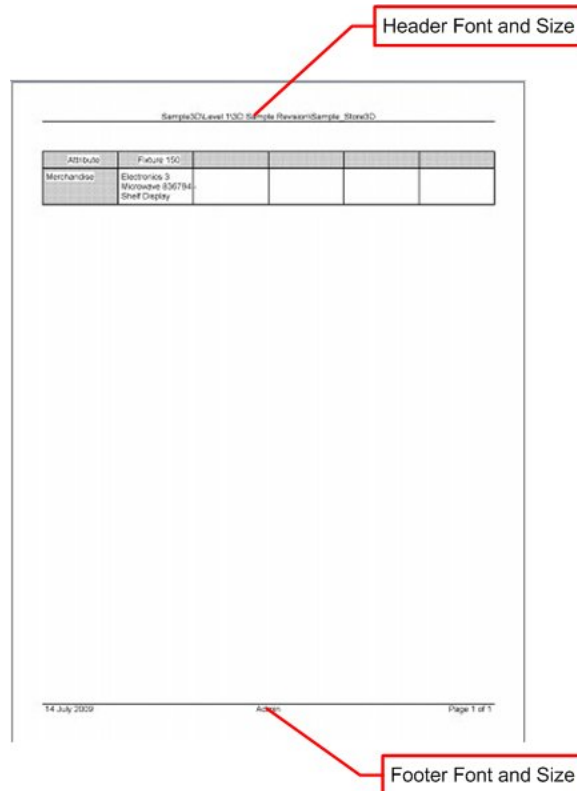 Header Font and Size
Sample3D\Level 1\3D Sample Revision\Sample_Store3D
Attribute Fixture 150
Merchandise Electronics 3
Microwave 836794 -
Shelf Display
14 July 2009 Admin Page 1 of 1
Footer Font and Size